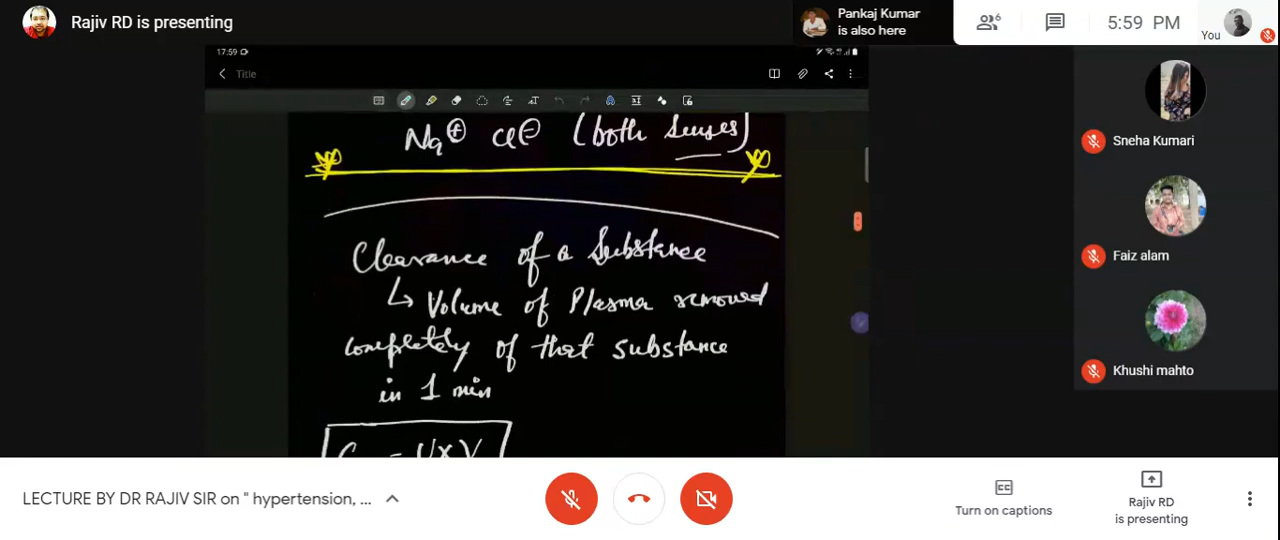 Rajiv RD is presenting
Pankaj Kumar
is also here
6
5:59 PM
You
17:59
Title
Na⊕ Cl⊖ (both senses)
Clearance of a Substance
↳ Volume of Plasma removed
completely of that substance
in 1 min
C = U×V
Sneha Kumari
Faiz alam
Khushi mahto
LECTURE BY DR RAJIV SIR on " hypertension, ...
Turn on captions
Rajiv RD
is presenting